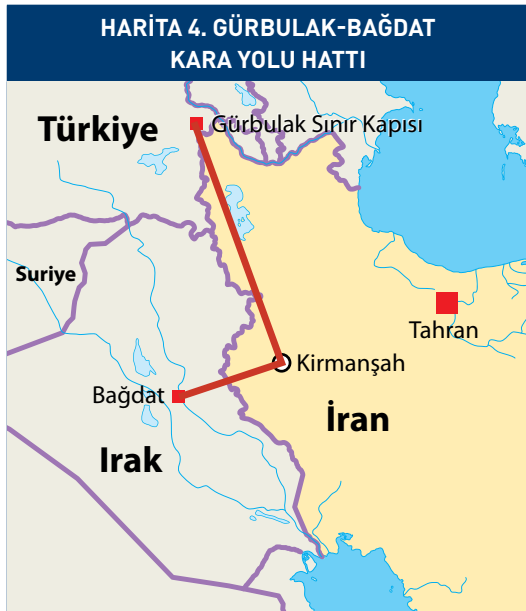 HARİTA 4. GÜRBULAK-BAĞDAT
KARA YOLU HATTI
Türkiye
Gürbulak Sınır Kapısı
Suriye
Tahran
Kirmanşah
Bağdat
İran
Irak